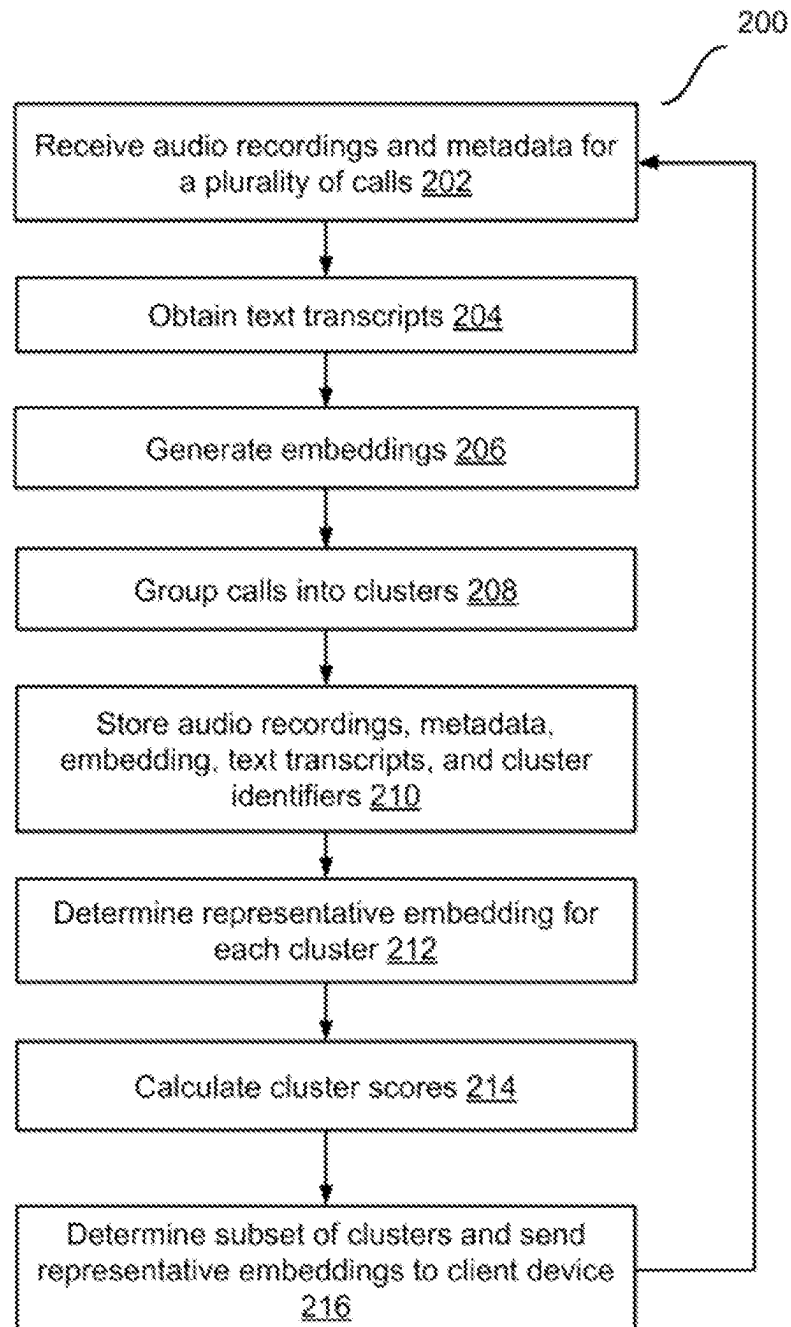 200
Receive audio recordings and metadata for
a plurality of calls 202
Obtain text transcripts 204
Generate embeddings 206
Group calls into clusters 208
Store audio recordings, metadata,
embedding, text transcripts, and cluster
identifiers 210
Determine representative embedding for
each cluster 212
Calculate cluster scores 214
Determine subset of clusters and send
representative embeddings to client device
216